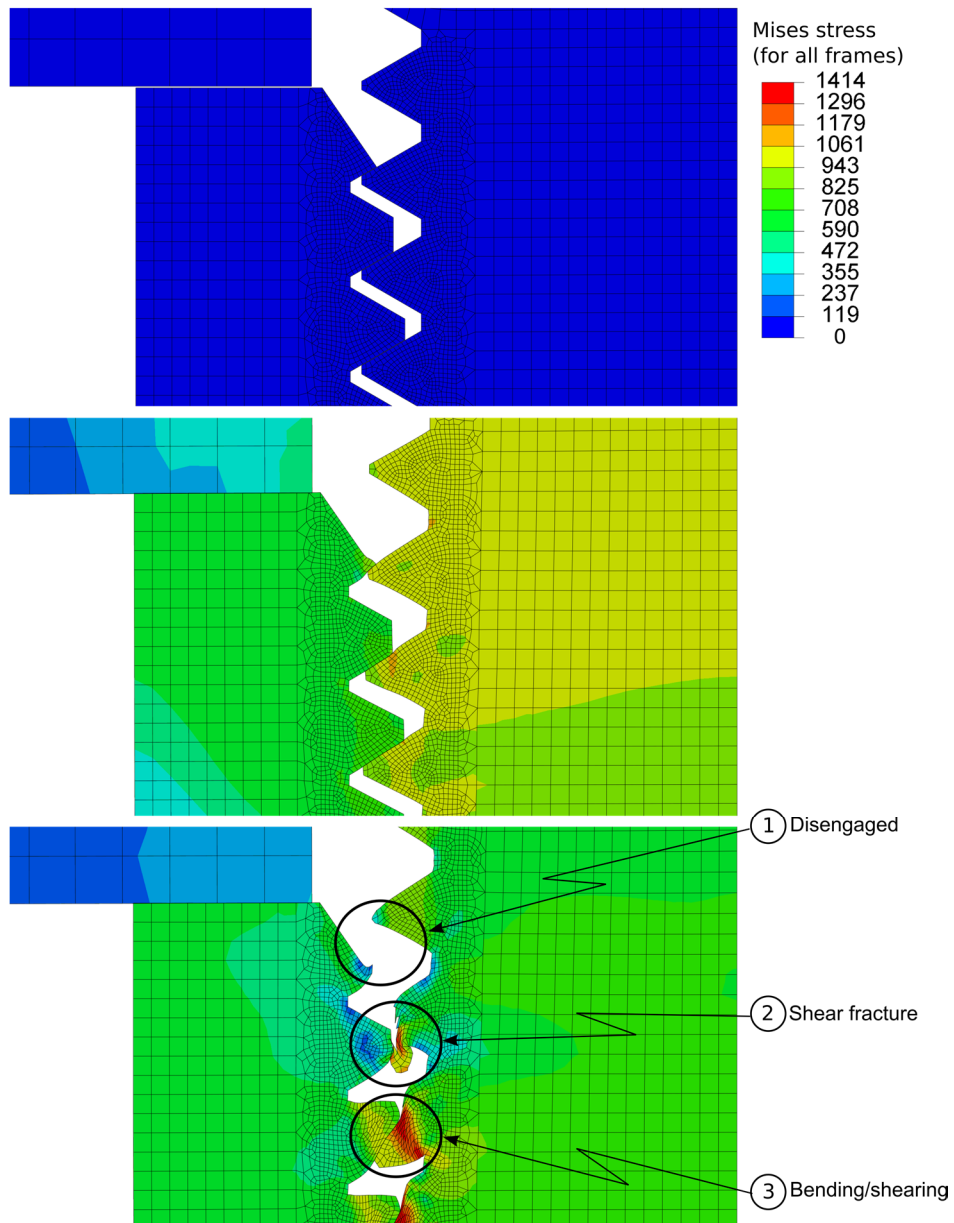 Mises stress
(for all frames)
1414
1296
1179
1061
943
825
708
590
472
355
237
119
0
1 Disengaged
2 Shear fracture
3 Bending/shearing